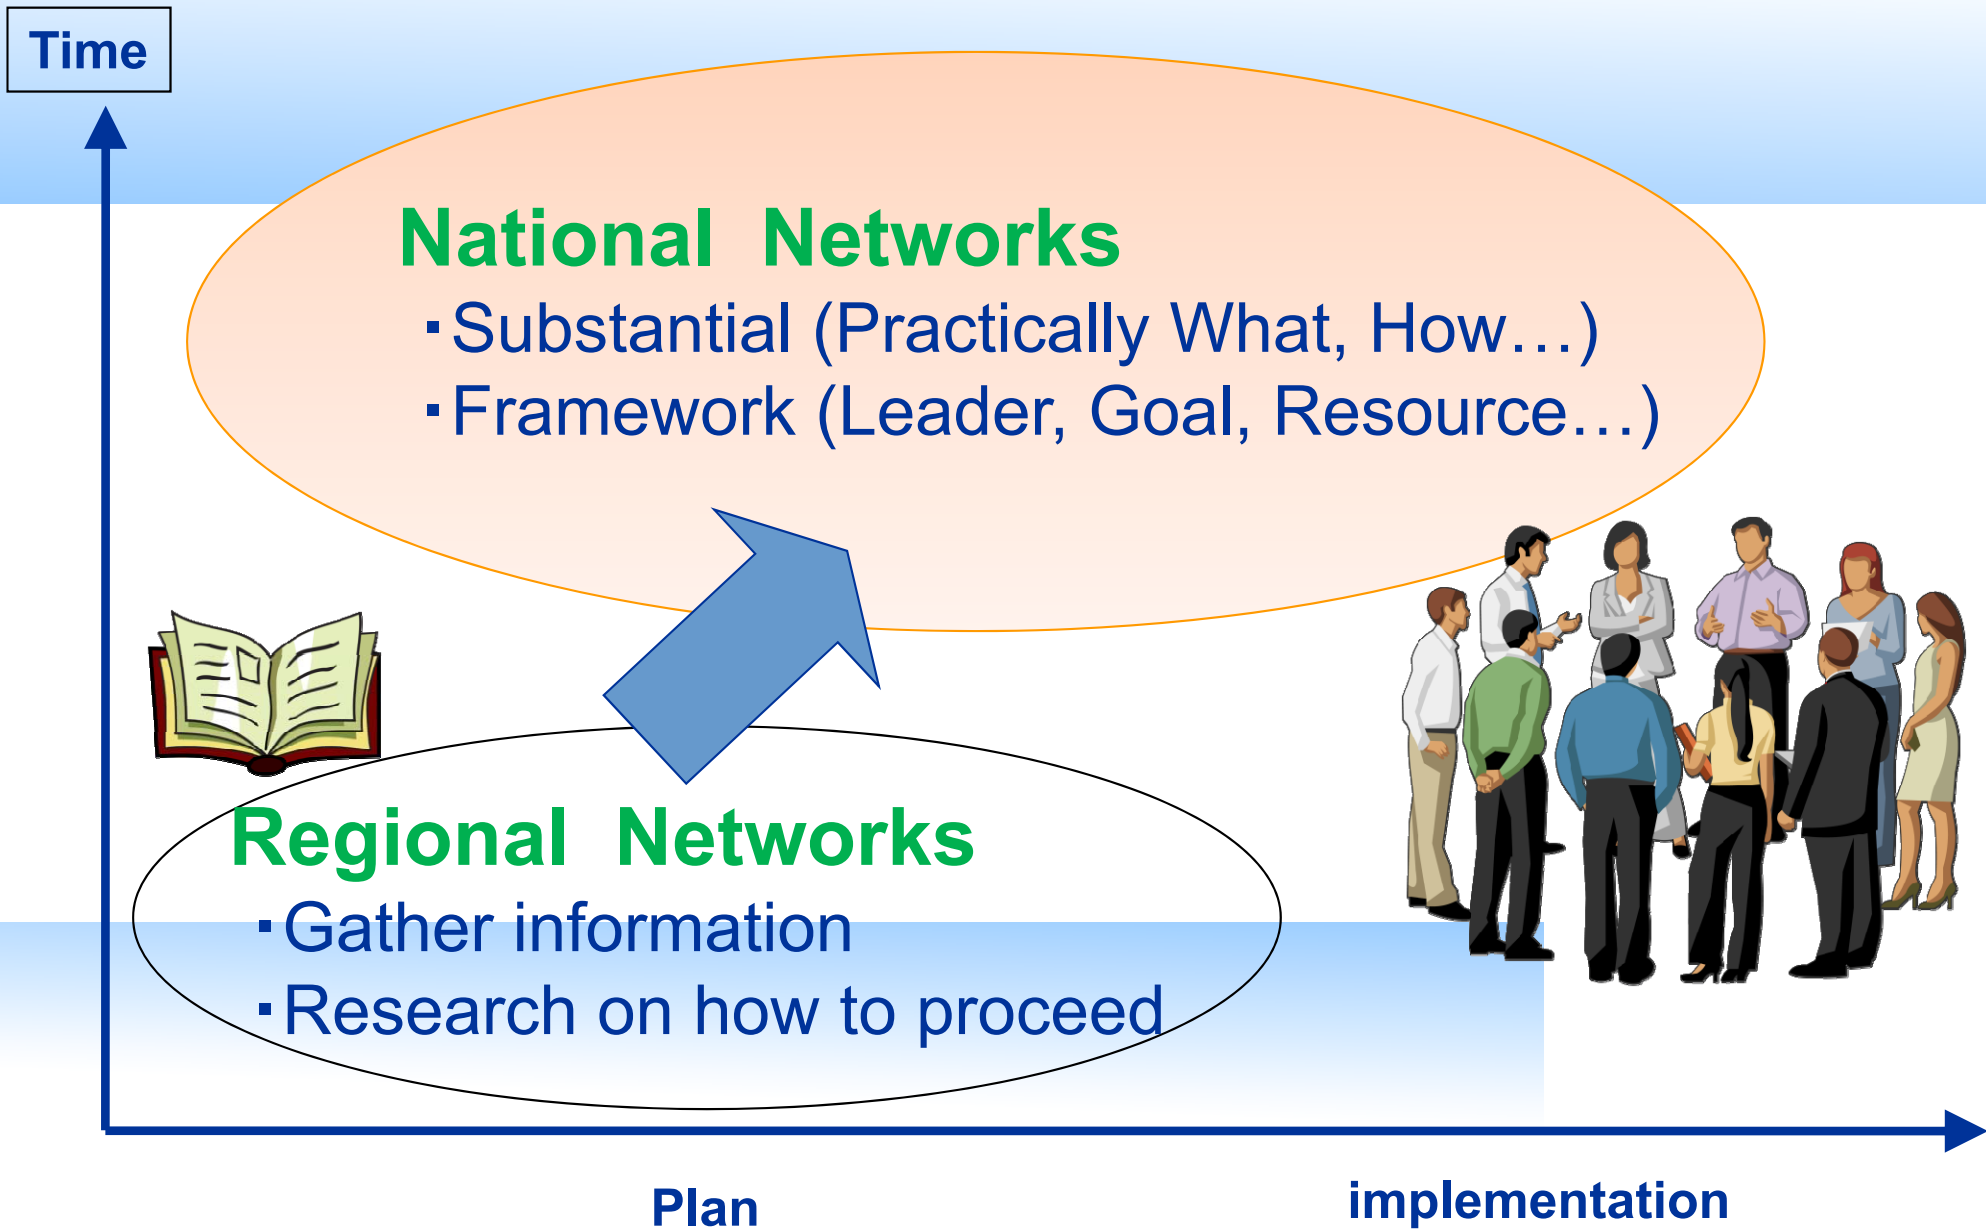 Time
National Networks
･Substantial (Practically What, How…)
･Framework (Leader, Goal, Resource…)
Regional Networks
･Gather information
･Research on how to proceed
Plan
implementation